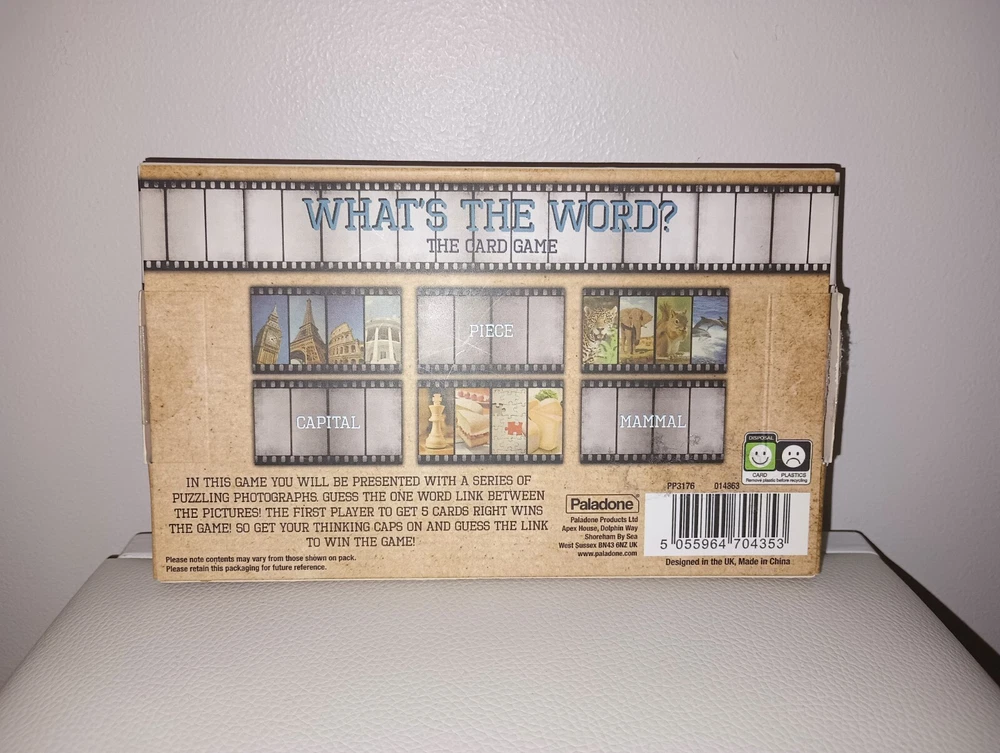 WHAT'S THE WORD?
THE CARD GAME
PIECE
CAPITAL
MAMMAL
IN THIS GAME YOU WILL BE PRESENTED WITH A SERIES OF
PUZZLING PHOTOGRAPHS. GUESS THE ONE WORD LINK BETWEEN
THE PICTURES! THE FIRST PLAYER TO GET 5 CARDS RIGHT WINS
THE GAME! SO GET YOUR THINKING CAPS ON AND GUESS THE LINK
TO WIN THE GAME!
Please note contents may vary from those shown on pack.
Please retain this packaging for future reference.
Paladone®
Paladone Products Ltd
Apex House, Dolphin Way
Shoreham By Sea
West Sussex BN43 6NZ UK
www.paladone.com
DISPOSAL
CARD PLASTICS
Remove plastic before recycling
PP3176 014863
5 055964 704353
Designed in the UK, Made in China